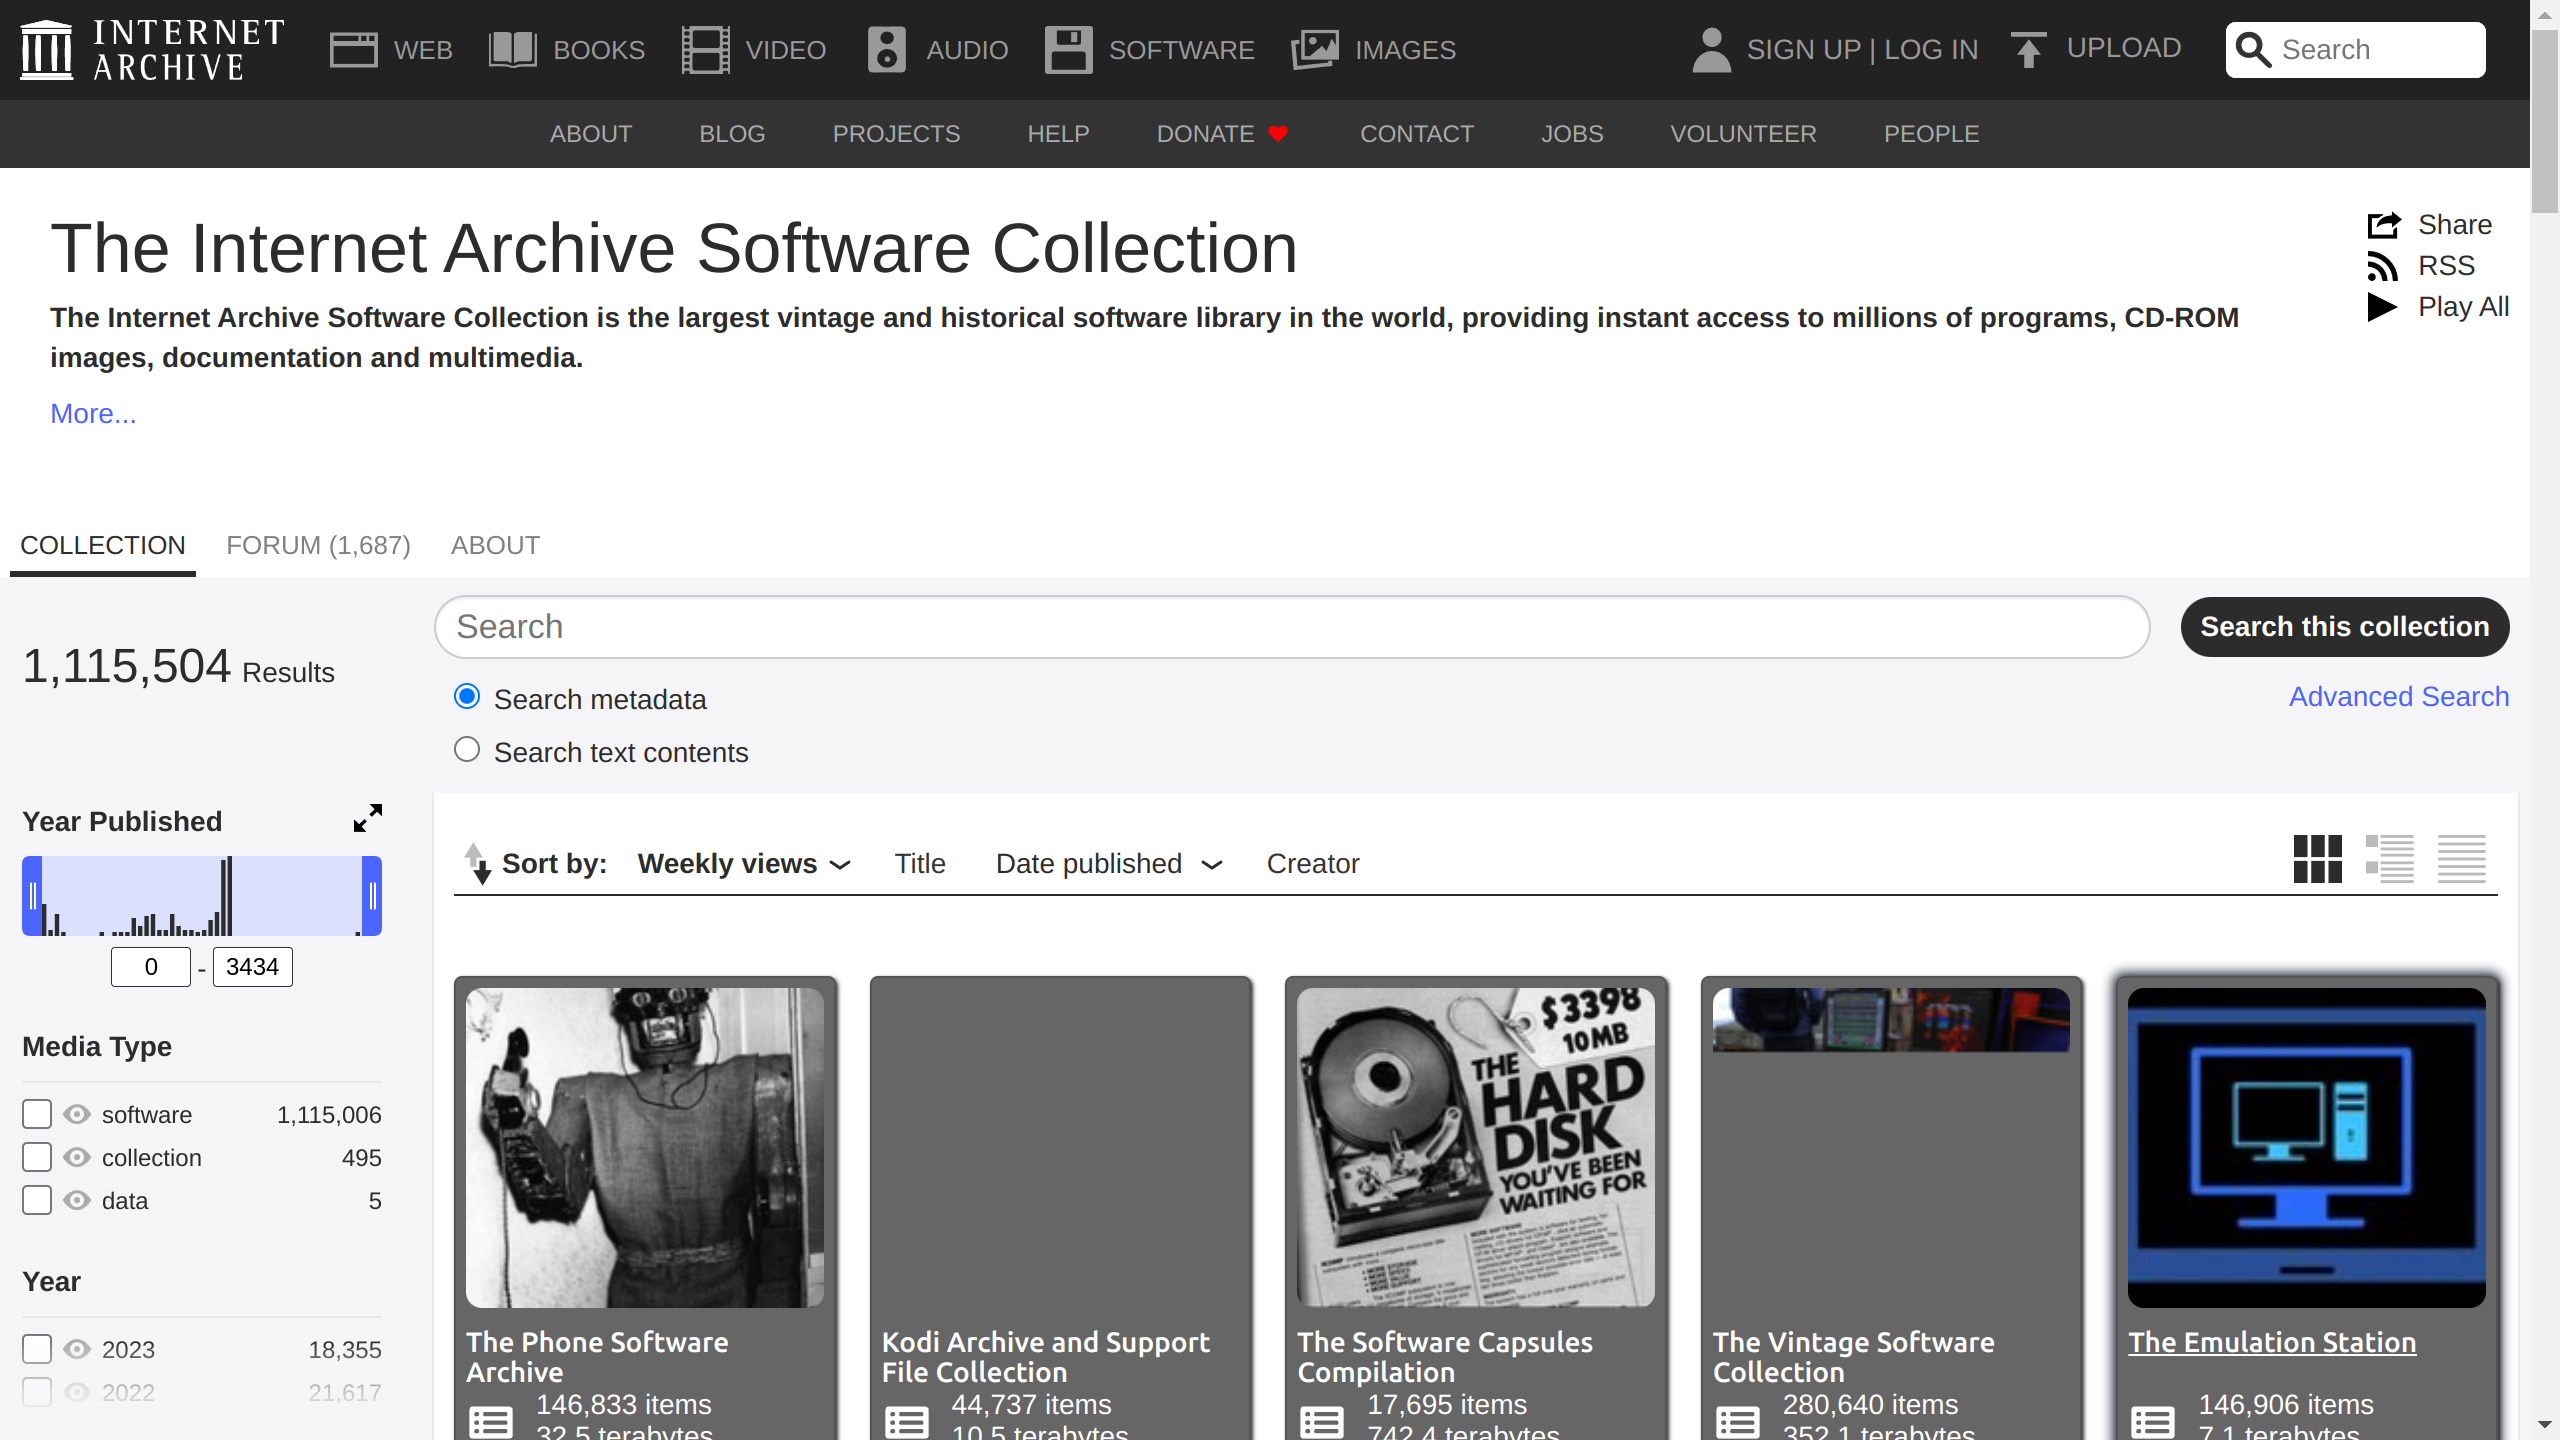 INTERNET ARCHIVE
WEB
BOOKS
VIDEO
AUDIO
SOFTWARE
IMAGES
SIGN UP | LOG IN
UPLOAD
Search
ABOUT
BLOG
PROJECTS
HELP
DONATE
CONTACT
JOBS
VOLUNTEER
PEOPLE
The Internet Archive Software Collection
Share
RSS
Play All
The Internet Archive Software Collection is the largest vintage and historical software library in the world, providing instant access to millions of programs, CD-ROM
images, documentation and multimedia.
More...
COLLECTION
FORUM (1,687)
ABOUT
1,115,504 Results
Search
Search this collection
Search metadata
Advanced Search
Search text contents
Year Published
0 - 3434
Sort by:
Weekly views
Title
Date published
Creator
Media Type
software 1,115,006
collection 495
data 5
Year
2023 18,355
2022 21,617
$3398
10MB
THE
HARD
DISK
YOU'VE BEEN
WAITING FOR
The Phone Software
Archive
146,833 items
32.5 terabytes
Kodi Archive and Support
File Collection
44,737 items
10.5 terabytes
The Software Capsules
Compilation
17,695 items
742.4 terabytes
The Vintage Software
Collection
280,640 items
352.1 terabytes
The Emulation Station
146,906 items
7.1 terabytes